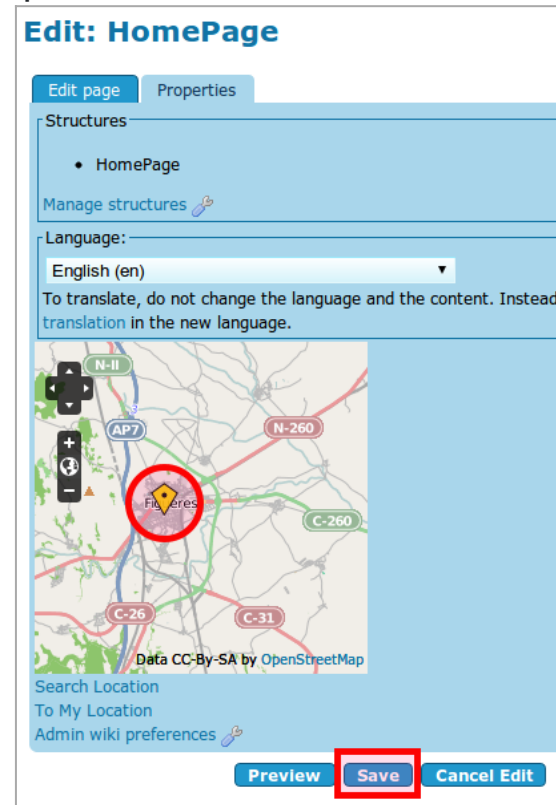 Edit: HomePage
Edit page
Properties
Structures
• HomePage
Manage structures
Language:
English (en)
To translate, do not change the language and the content. Instead
translation in the new language.
N-II
3
AP7
N-260
C-260
C-26
C-31
Data CC-By-SA by OpenStreetMap
Search Location
To My Location
Admin wiki preferences
Preview
Save
Cancel Edit